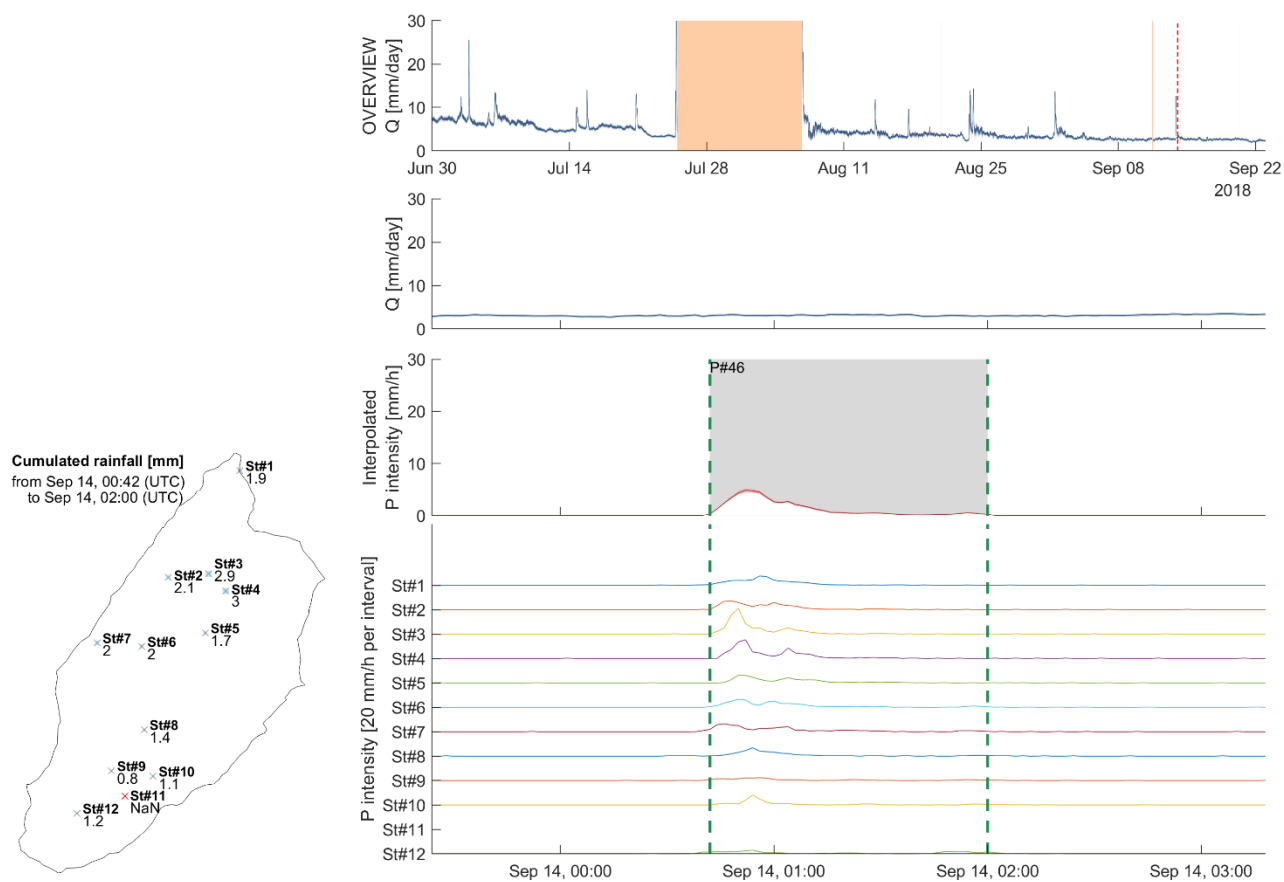 OVERVIEW
Q [mm/day]
30
20
10
0
Jun 30
Jul 14
Jul 28
Aug 11
Aug 25
Sep 08
Sep 22
2018
Q [mm/day]
30
20
10
0
Interpolated
P intensity [mm/h]
30
20
10
0
P#46
Cumulated rainfall [mm]
from Sep 14, 00:42 (UTC)
to Sep 14, 02:00 (UTC)
St#1
1.9
St#2
2.1
St#3
2.9
St#4
3
St#5
1.7
St#6
2
St#7
2
St#8
1.4
St#9
0.8
St#10
1.1
St#11
NaN
St#12
1.2
P intensity [20 mm/h per interval]
St#1
St#2
St#3
St#4
St#5
St#6
St#7
St#8
St#9
St#10
St#11
St#12
Sep 14, 00:00
Sep 14, 01:00
Sep 14, 02:00
Sep 14, 03:00